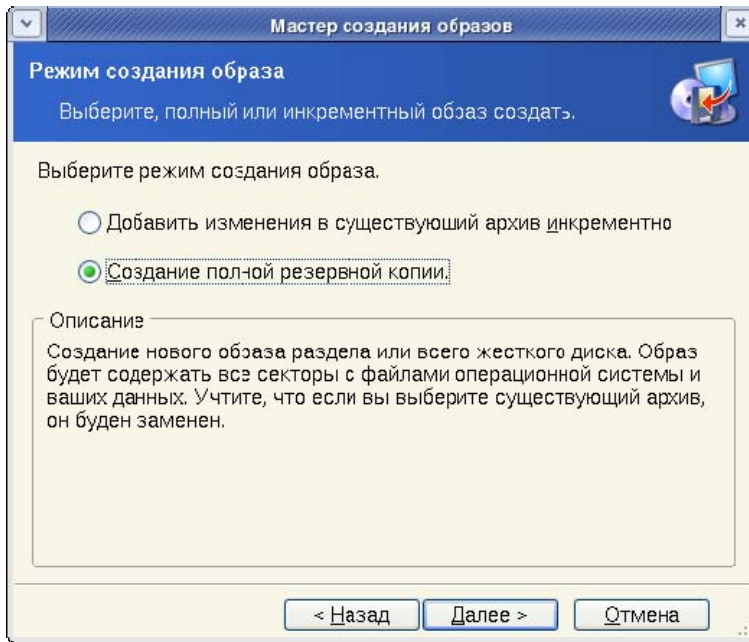 Мастер создания образов
Режим создания образа
Выберите, полный или инкрементный образ создать.
Выберите режим создания образа.
Добавить изменения в существуюший архив инкрементно
Создание полной резервной копии.
Описание
Создание нового образа раздела или всего жесткого диска. Образ
будет содержать все секторы с файлами операционной системы и
ваших данных. Учтите, что если вы выберите существующий архив,
он буден заменен.
< Назад
Далее >
Отмена